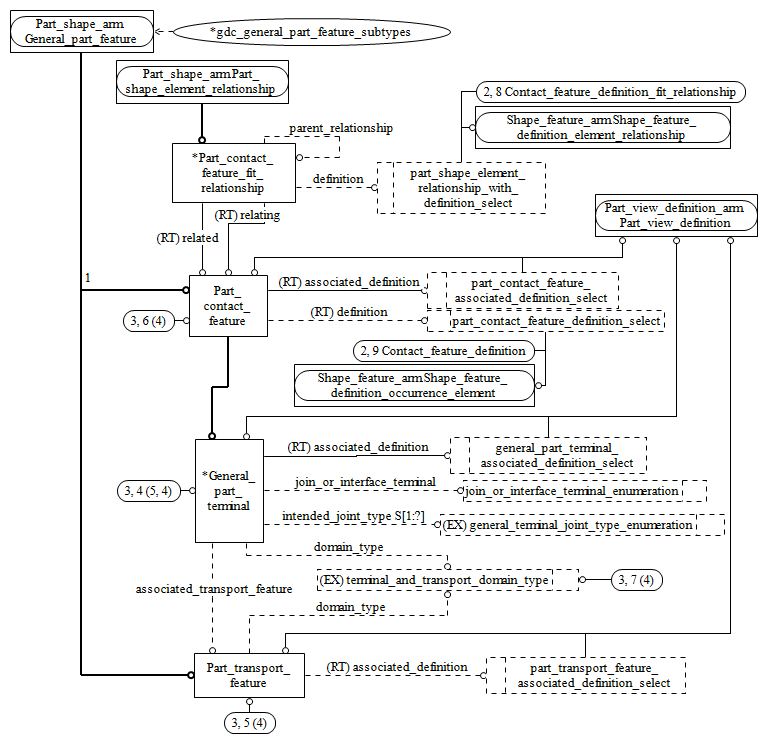 Part_shape_arm
General_part_feature
*gdc_general_part_feature_subtypes
Part_shape_arm.Part_
shape_element_relationship
2, 8 Contact_feature_definition_fit_relationship
Shape_feature_arm.Shape_feature_
definition_element_relationship
parent_relationship
*Part_contact_
feature_fit_
relationship
definition
part_shape_element_
relationship_with_
definition_select
Part_view_definition_arm
Part_view_definition
(RT) relating
(RT) related
1
Part_
contact_
feature
(RT) associated_definition
part_contact_feature_
associated_definition_select
3, 6 (4)
(RT) definition
part_contact_feature_definition_select
2, 9 Contact_feature_definition
Shape_feature_arm.Shape_feature_
definition_occurrence_element
*General_
part_
terminal
(RT) associated_definition
general_part_terminal_
associated_definition_select
3, 4 (5, 4)
join_or_interface_terminal
join_or_interface_terminal_enumeration
intended_joint_type S[1:?]
(EX) general_terminal_joint_type_enumeration
domain_type
associated_transport_feature
(EX) terminal_and_transport_domain_type
3, 7 (4)
domain_type
Part_transport_
feature
(RT) associated_definition
part_transport_feature_
associated_definition_select
3, 5 (4)